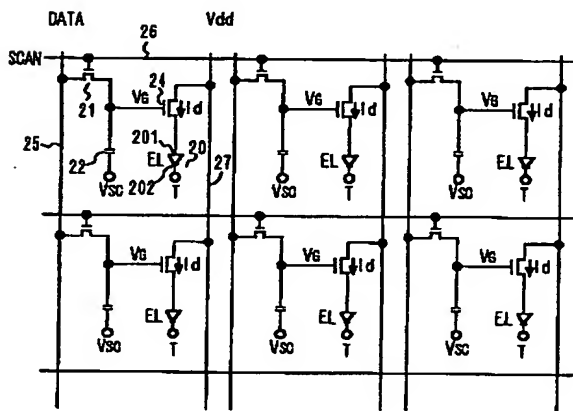 DATA Vdd
26
SCAN
24
21 VG Id VG Id VG Id
201
25 EL 20 27 EL EL
22 202
VSC T VSC T VSC T
VG Id VG Id VG Id
EL EL EL
VSC T VSC T VSC T